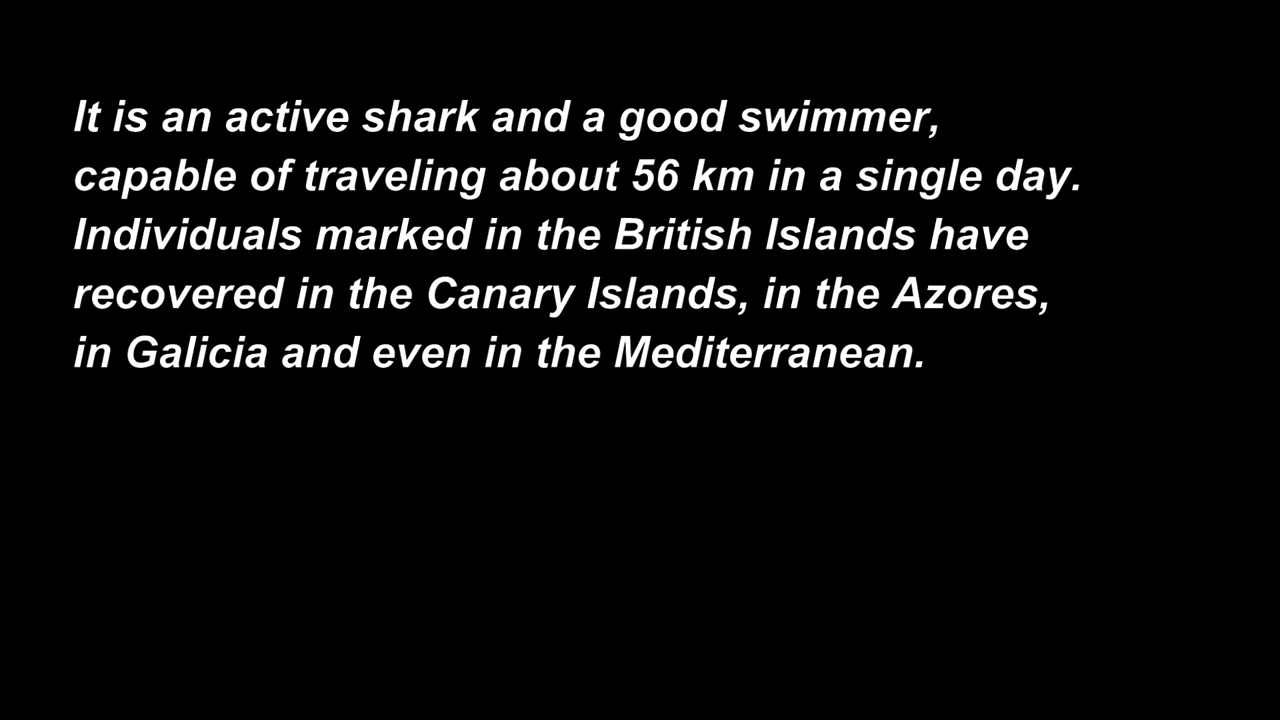 It is an active shark and a good swimmer,
capable of traveling about 56 km in a single day.
Individuals marked in the British Islands have
recovered in the Canary Islands, in the Azores,
in Galicia and even in the Mediterranean.